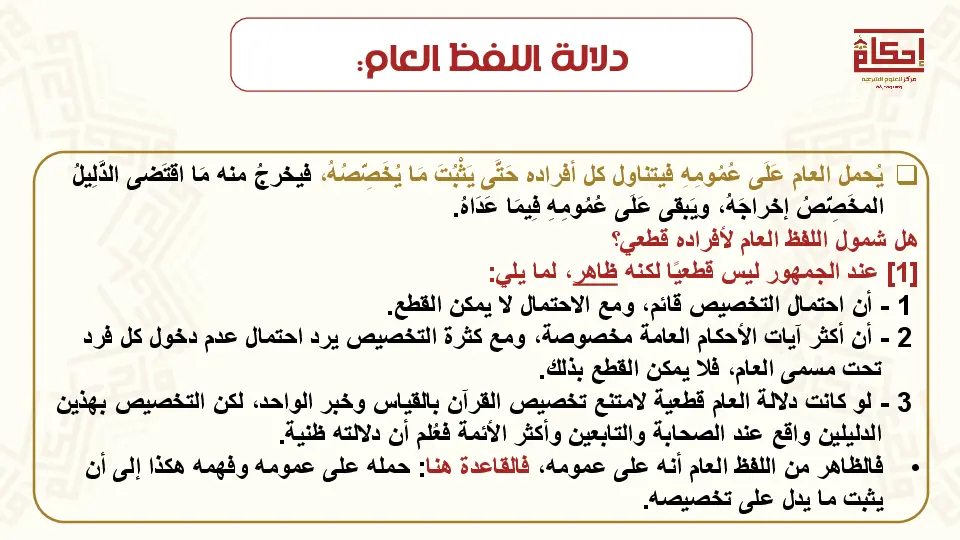 دلالة اللفظ العام:
إحكام
مركز للعلوم الشرعية
❑ يُحمل العام عَلَى عُمُومِهِ فيتناول كل أفراده حَتَّى يَثْبُتَ مَا يُخَصِّصُهُ، فيخرجُ منه مَا اقتَضى الدَّلِيلُ
المخَصِّصُ إخراجَهُ، ويَبقى عَلَى عُمُومِهِ فِيمَا عَدَاهُ.
هل شمول اللفظ العام لأفراده قطعي؟
[1] عند الجمهور ليس قطعيًا لكنه ظاهر، لما يلي:
1 - أن احتمال التخصيص قائم، ومع الاحتمال لا يمكن القطع.
2 - أن أكثر آيات الأحكام العامة مخصوصة، ومع كثرة التخصيص يرد احتمال عدم دخول كل فرد
تحت مسمى العام، فلا يمكن القطع بذلك.
3 - لو كانت دلالة العام قطعية لامتنع تخصيص القرآن بالقياس وخبر الواحد، لكن التخصيص بهذين
الدليلين واقع عند الصحابة والتابعين وأكثر الأئمة فعُلم أن دلالته ظنية.
• فالظاهر من اللفظ العام أنه على عمومه، فالقاعدة هنا: حمله على عمومه وفهمه هكذا إلى أن
يثبت ما يدل على تخصيصه.